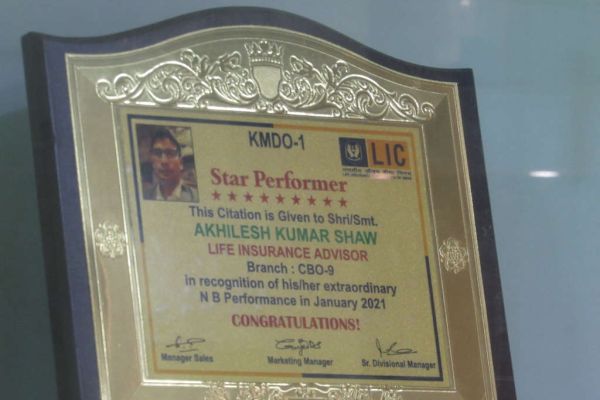 KMDO-1
LIC
Star Performer
This Citation is Given to Shri/Smt.
AKHILESH KUMAR SHAW
LIFE INSURANCE ADVISOR
Branch : CBO-9
in recognition of his/her extraordinary
N B Performance in January 2021
CONGRATULATIONS!
Manager Sales
Marketing Manager
Sr. Divisional Manager